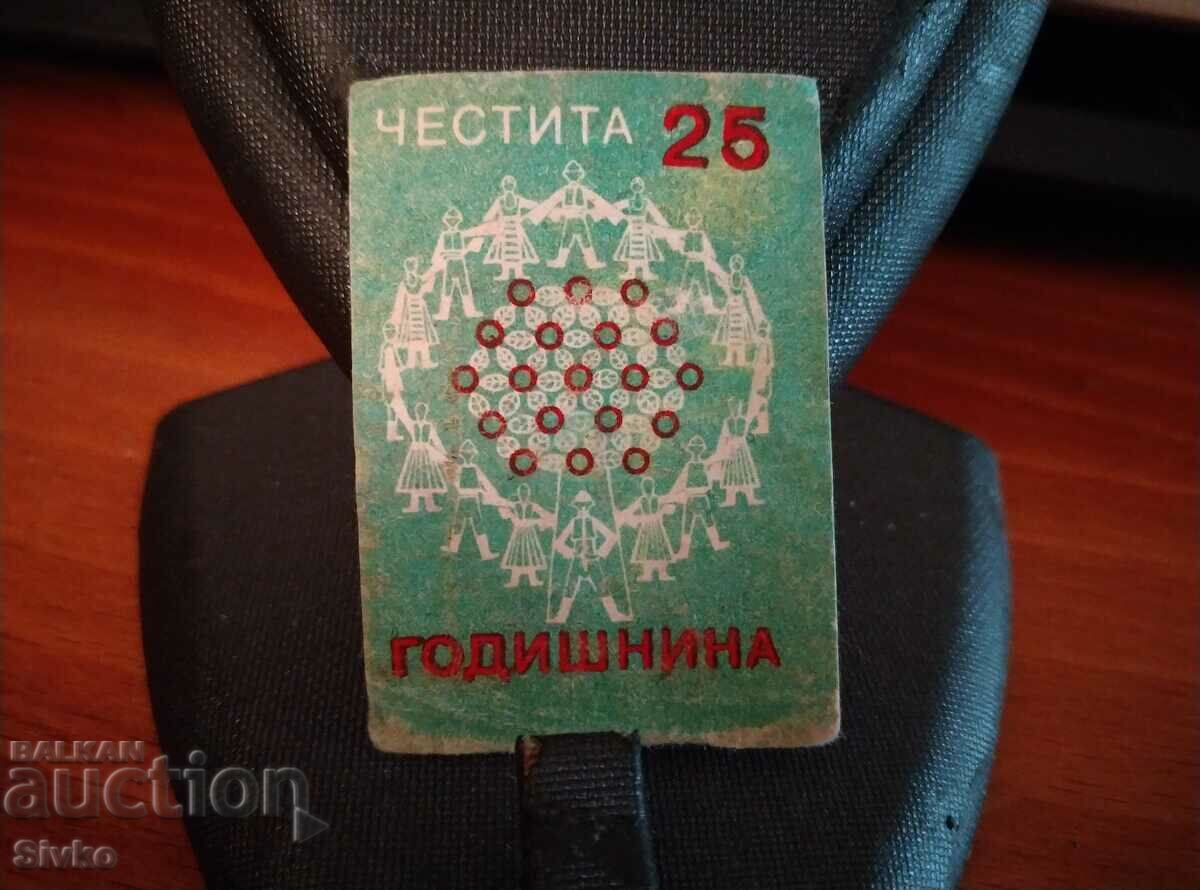 ЧЕСТИТА 25
ГОДИШНИНА
BALKAN
auction
Sivko